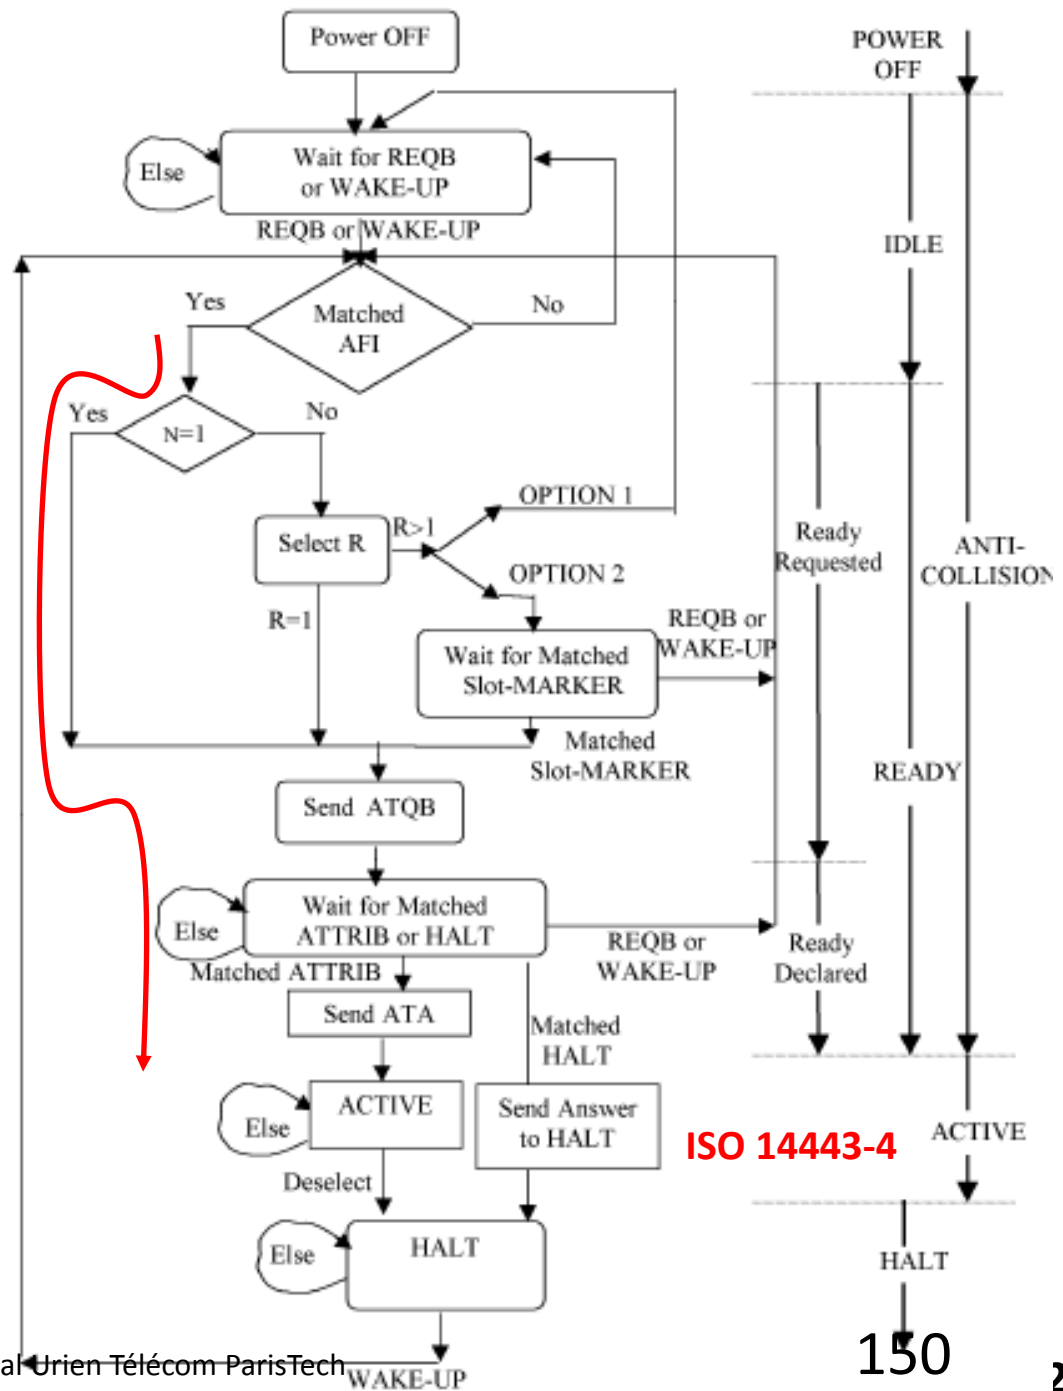 Power OFF
POWER
OFF
Wait for REQB
or WAKE-UP
Else
REQB or WAKE-UP
IDLE
Yes
Matched
AFI
No
Yes
N=1
No
OPTION 1
Select R
R>1
Ready
Requested
ANTI-
COLLISION
OPTION 2
R=1
REQB or
WAKE-UP
Wait for Matched
Slot-MARKER
Matched
Slot-MARKER
READY
Send ATQB
Wait for Matched
ATTRIB or HALT
Else
REQB or
WAKE-UP
Ready
Declared
Matched ATTRIB
Send ATA
Matched
HALT
ACTIVE
Else
Send Answer
to HALT
ISO 14443-4
ACTIVE
Deselect
HALT
Else
HALT
al Urien Télécom ParisTech
WAKE-UP
150
2